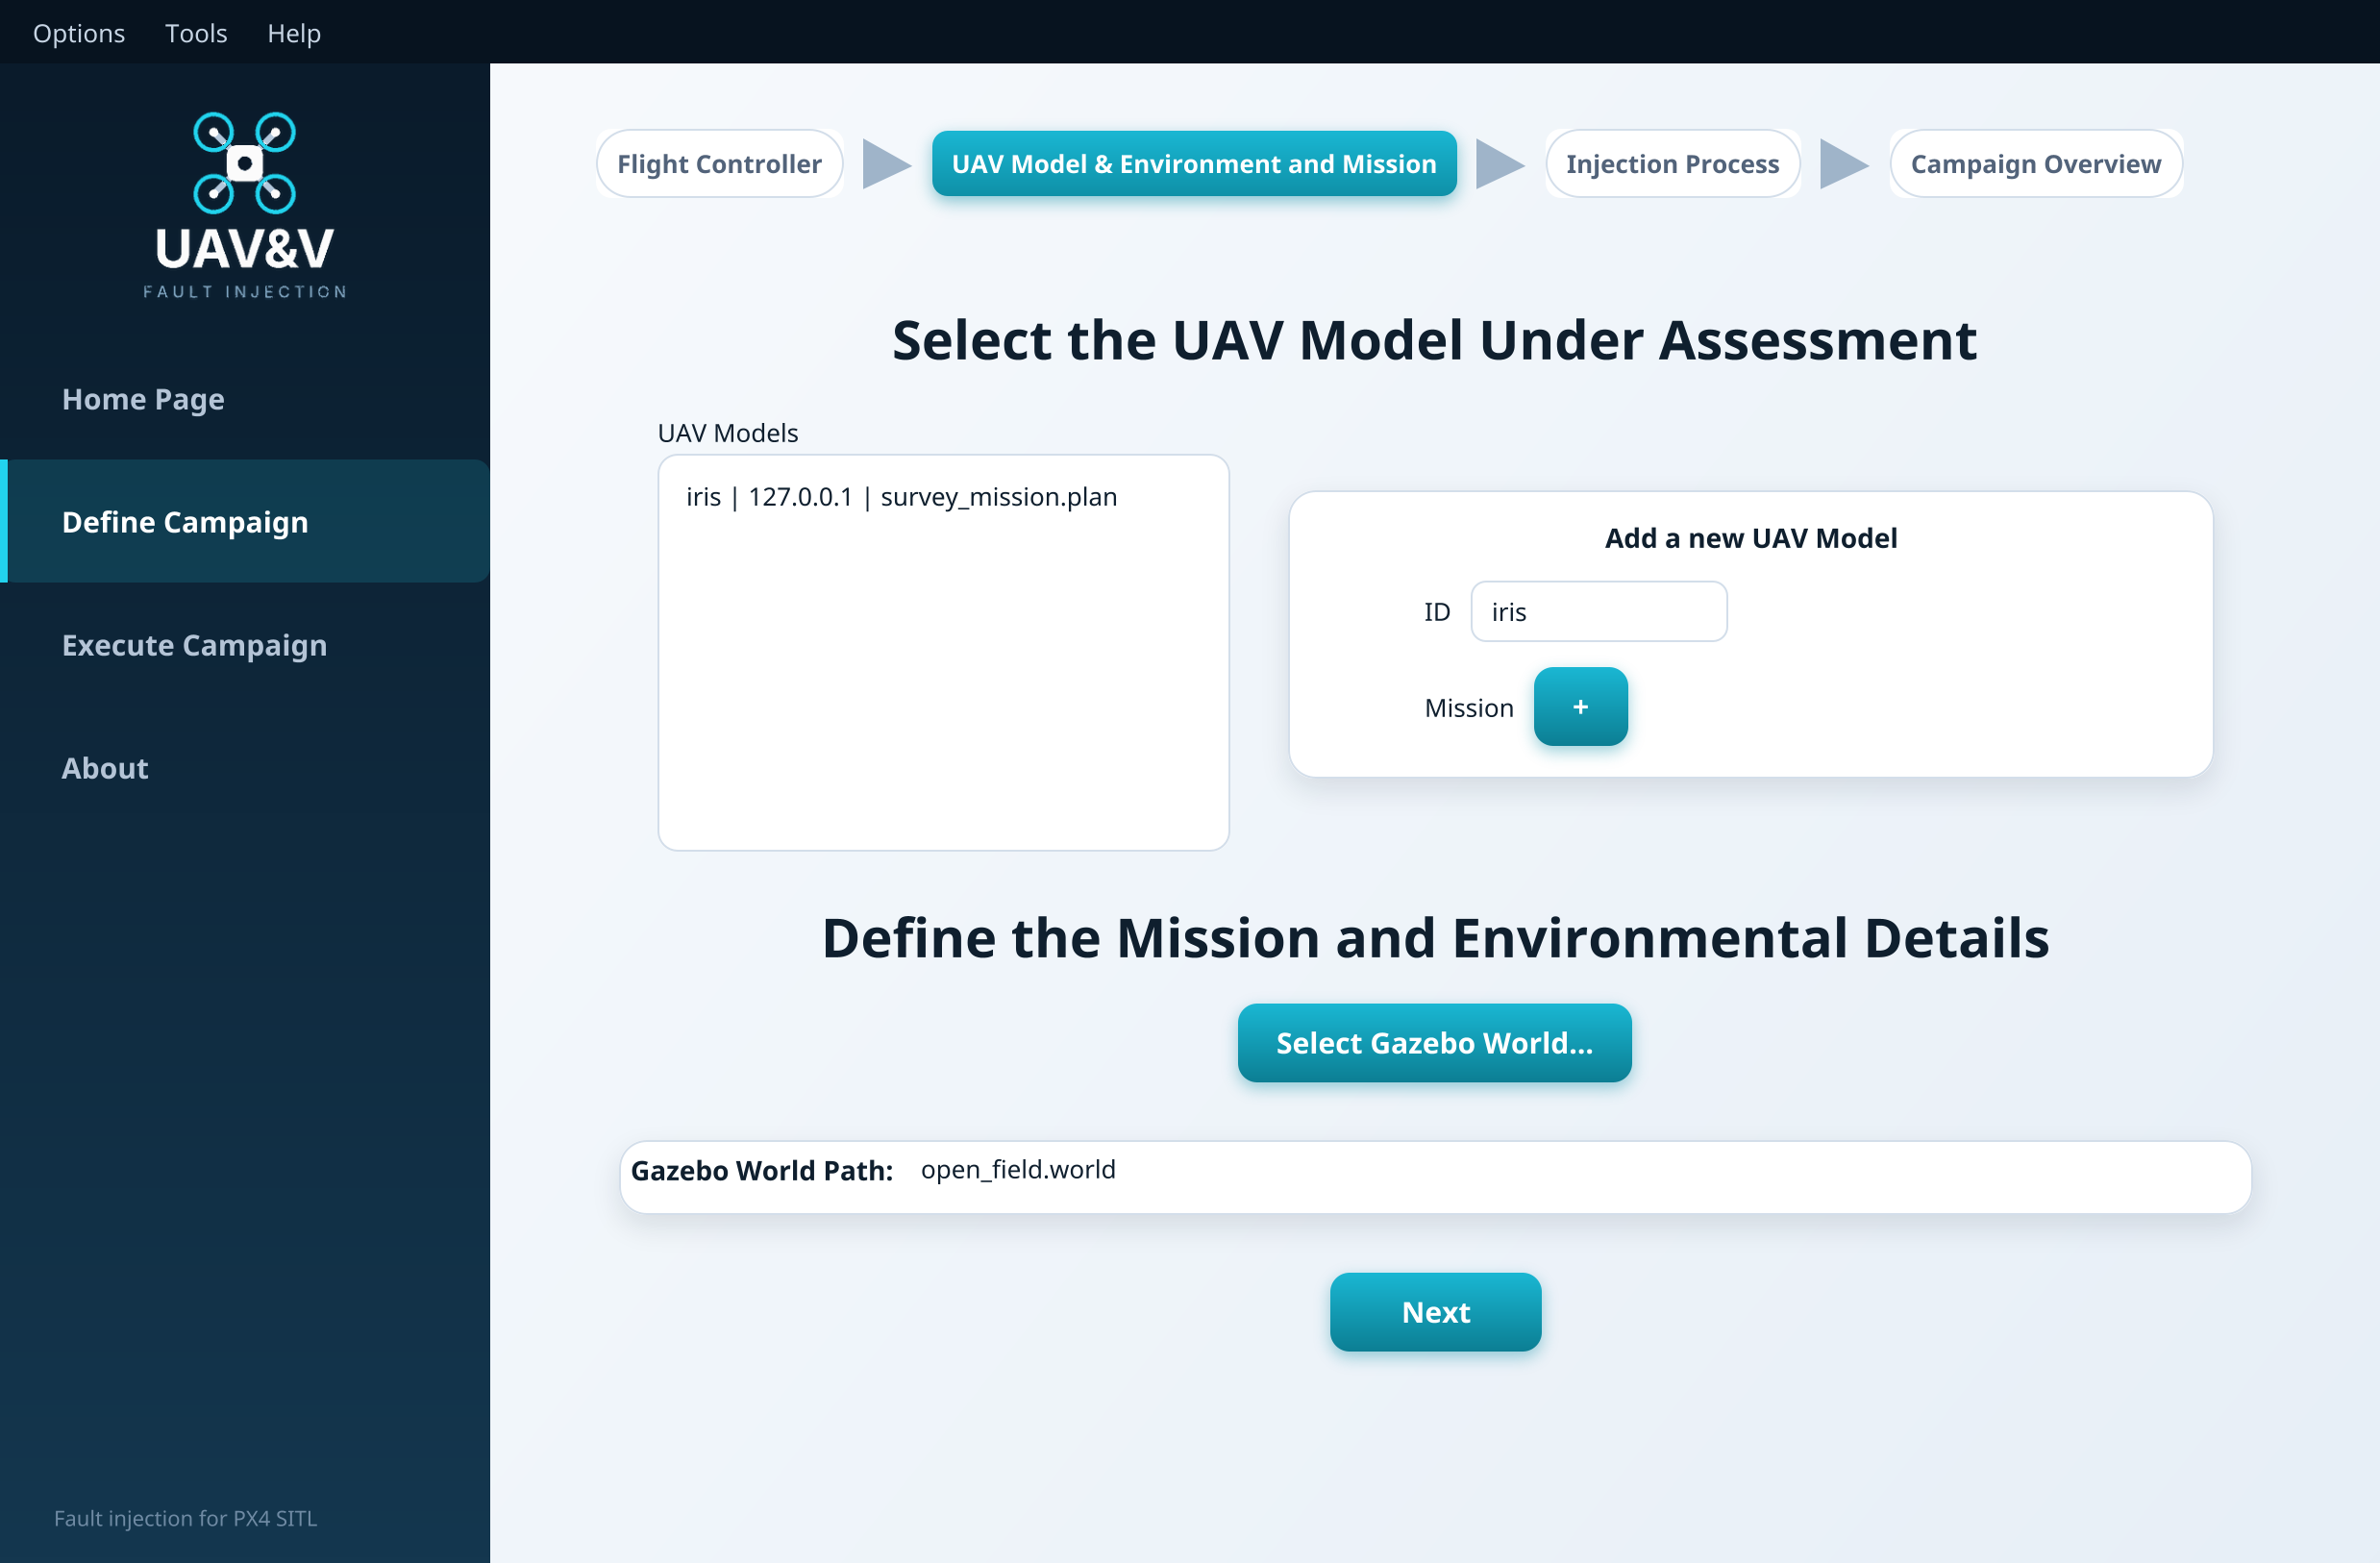 Options Tools Help
UAV&V
FAULT INJECTION
Home Page
Define Campaign
Execute Campaign
About
Fault injection for PX4 SITL
Flight Controller
UAV Model & Environment and Mission
Injection Process
Campaign Overview
Select the UAV Model Under Assessment
UAV Models
iris | 127.0.0.1 | survey_mission.plan
Add a new UAV Model
ID iris
Mission +
Define the Mission and Environmental Details
Select Gazebo World...
Gazebo World Path: open_field.world
Next